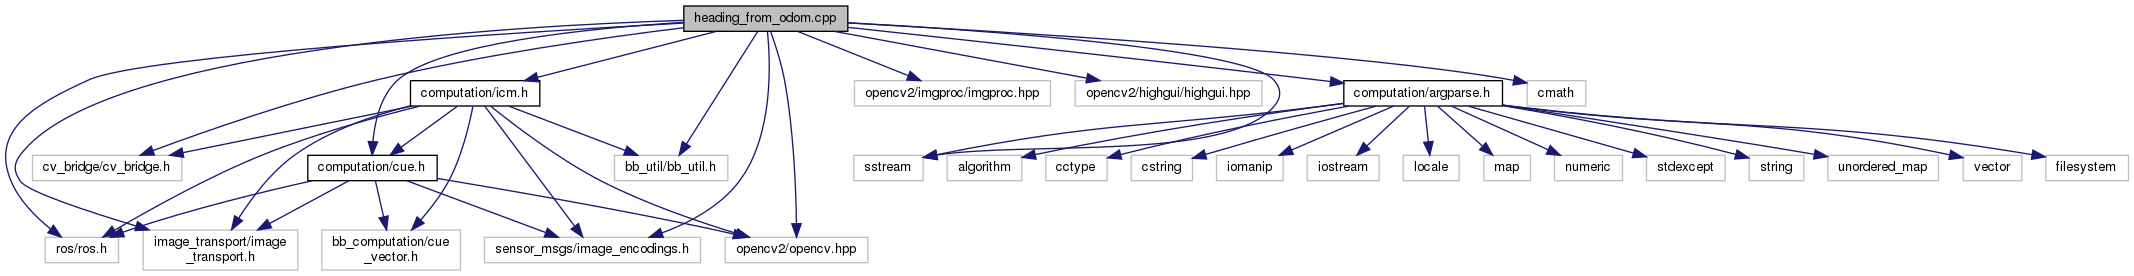 heading_from_odom.cpp
computation/icm.h
opencv2/imgproc/imgproc.hpp
opencv2/highgui/highgui.hpp
computation/argparse.h
cmath
cv_bridge/cv_bridge.h
computation/cue.h
bb_util/bb_util.h
sstream
algorithm
cctype
cstring
iomanip
iostream
locale
map
numeric
stdexcept
string
unordered_map
vector
filesystem
ros/ros.h
image_transport/image
_transport.h
bb_computation/cue
_vector.h
sensor_msgs/image_encodings.h
opencv2/opencv.hpp